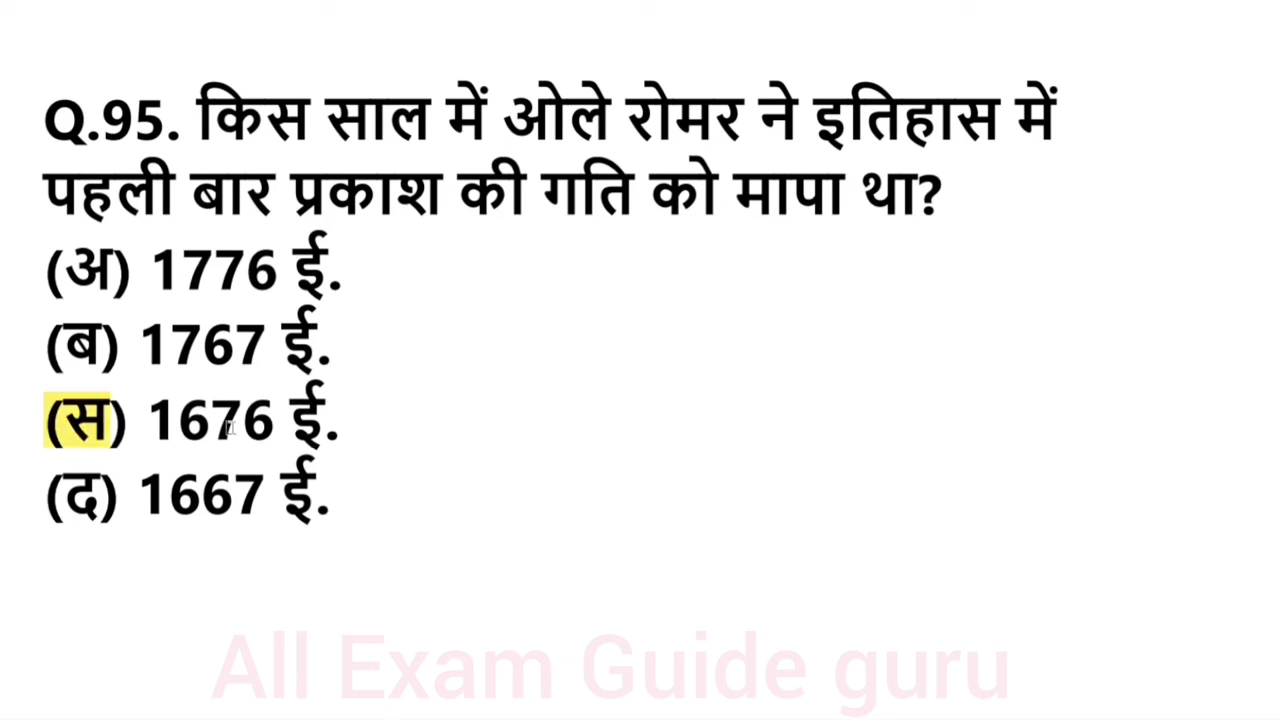 Q.95. किस साल में ओले रोमर ने इतिहास में
पहली बार प्रकाश की गति को मापा था?
(अ) 1776 ई.
(ब) 1767 ई.
(स) 1676 ई.
(द) 1667 ई.
All Exam Guide guru